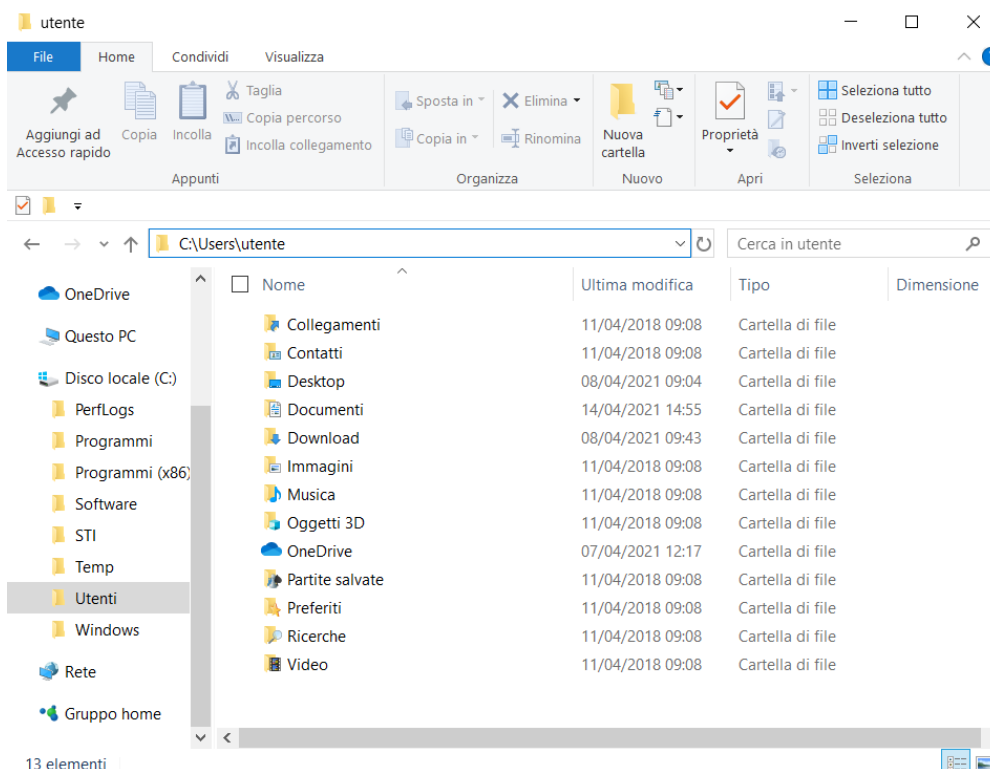 utente
File Home Condividi Visualizza
Aggiungi ad Accesso rapido
Copia
Incolla
Taglia
Copia percorso
Incolla collegamento
Appunti
Sposta in
Copia in
Elimina
Rinomina
Organizza
Nuova cartella
Nuovo
Proprietà
Apri
Seleziona tutto
Deseleziona tutto
Inverti selezione
Seleziona
C:\Users\utente
Cerca in utente
OneDrive
Questo PC
Disco locale (C:)
PerfLogs
Programmi
Programmi (x86)
Software
STI
Temp
Utenti
Windows
Rete
Gruppo home
Nome Ultima modifica Tipo Dimensione
Collegamenti 11/04/2018 09:08 Cartella di file
Contatti 11/04/2018 09:08 Cartella di file
Desktop 08/04/2021 09:04 Cartella di file
Documenti 14/04/2021 14:55 Cartella di file
Download 08/04/2021 09:43 Cartella di file
Immagini 11/04/2018 09:08 Cartella di file
Musica 11/04/2018 09:08 Cartella di file
Oggetti 3D 11/04/2018 09:08 Cartella di file
OneDrive 07/04/2021 12:17 Cartella di file
Partite salvate 11/04/2018 09:08 Cartella di file
Preferiti 11/04/2018 09:08 Cartella di file
Ricerche 11/04/2018 09:08 Cartella di file
Video 11/04/2018 09:08 Cartella di file
13 elementi